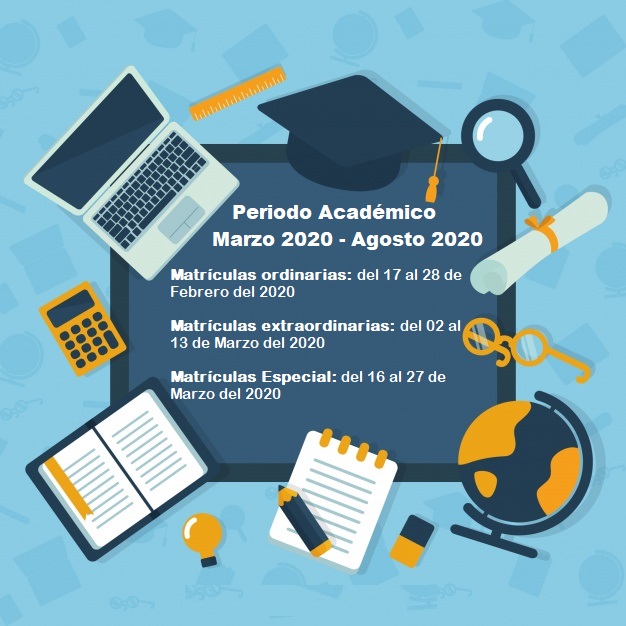 Periodo Académico
Marzo 2020 - Agosto 2020
Matrículas ordinarias: del 17 al 28 de
Febrero del 2020
Matrículas extraordinarias: del 02 al
13 de Marzo del 2020
Matrículas Especial: del 16 al 27 de
Marzo del 2020